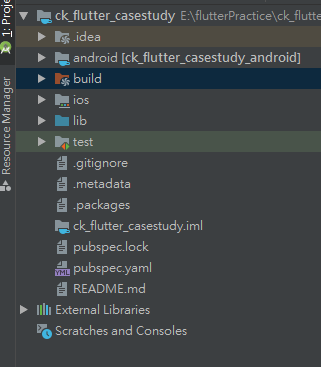 ck_flutter_casestudy E:\flutterPractice\ck_flutte
.idea
android [ck_flutter_casestudy_android]
build
ios
lib
test
.gitignore
.metadata
.packages
ck_flutter_casestudy.iml
pubspec.lock
YML pubspec.yaml
README.md
External Libraries
Scratches and Consoles
1: Proje
Resource Manager